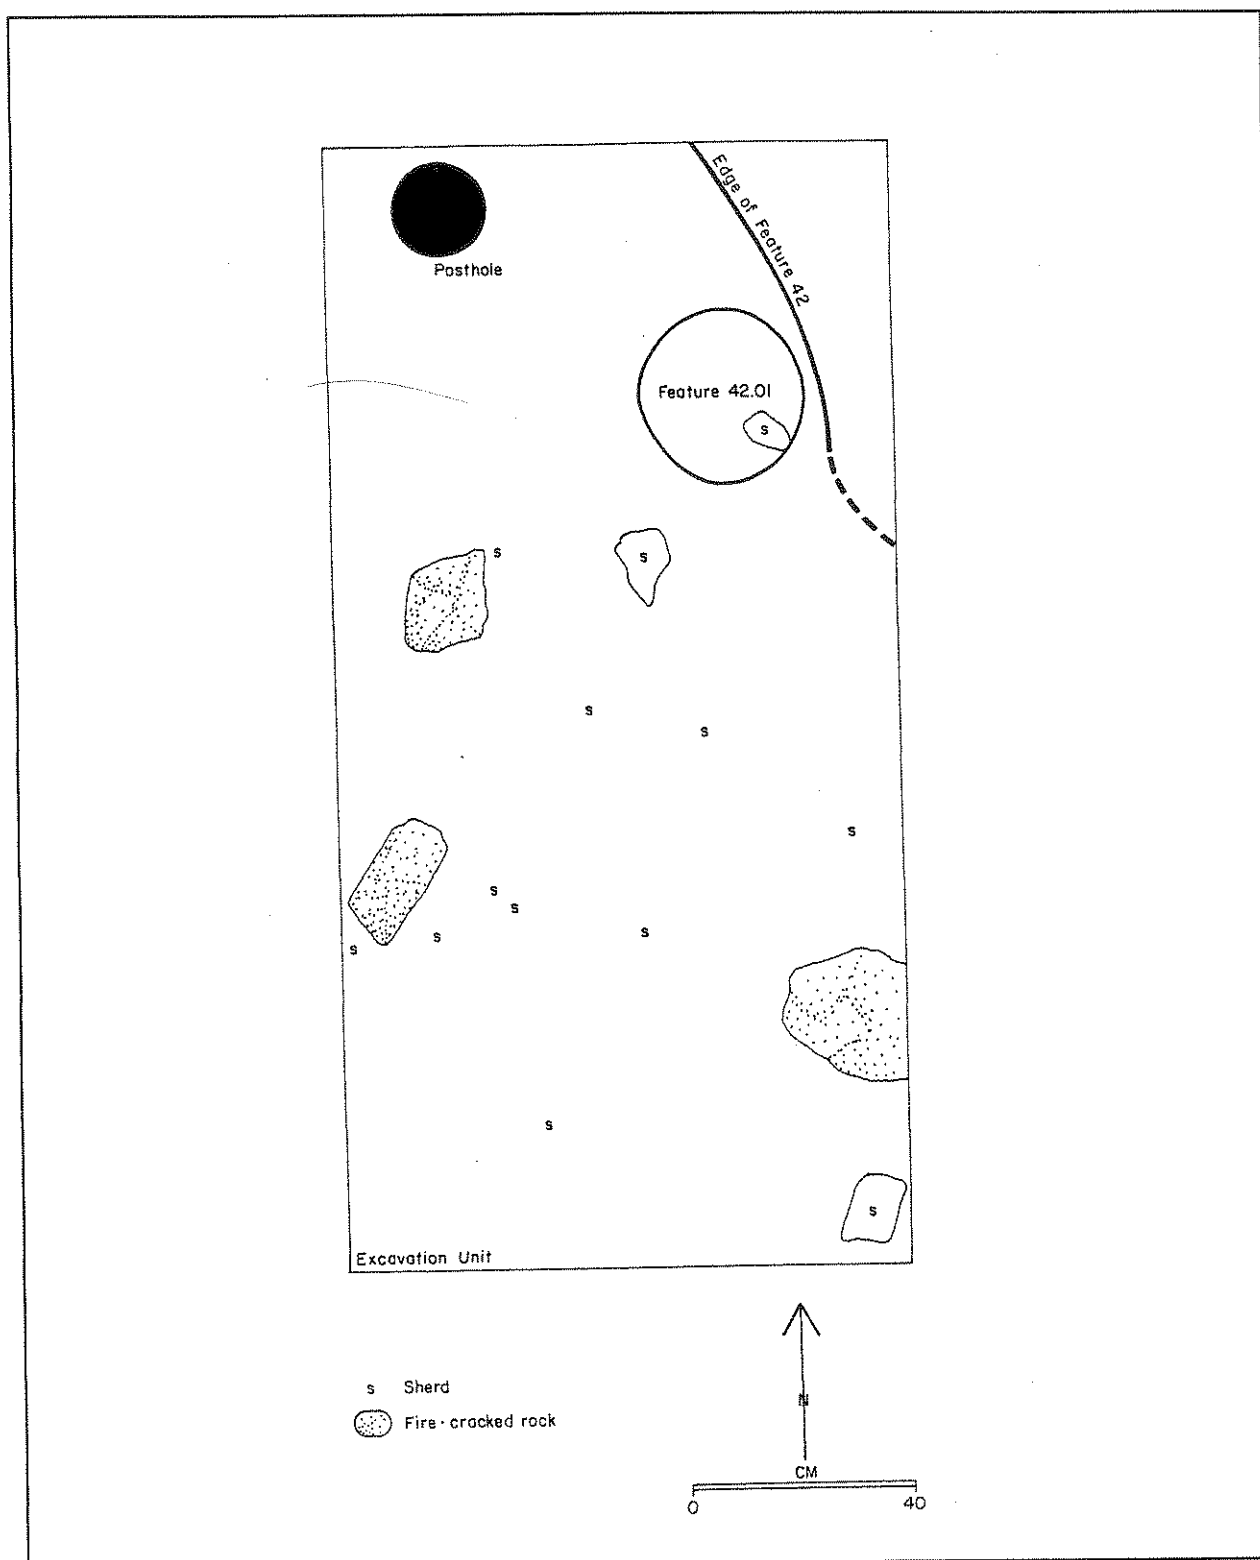 Edge of Feature 42
Posthole
Feature 42.01
s
s
s
s
s
s
s
s
s
s
s
s
s
Excavation Unit
s Sherd
Fire-cracked rock
N
CM
0 40